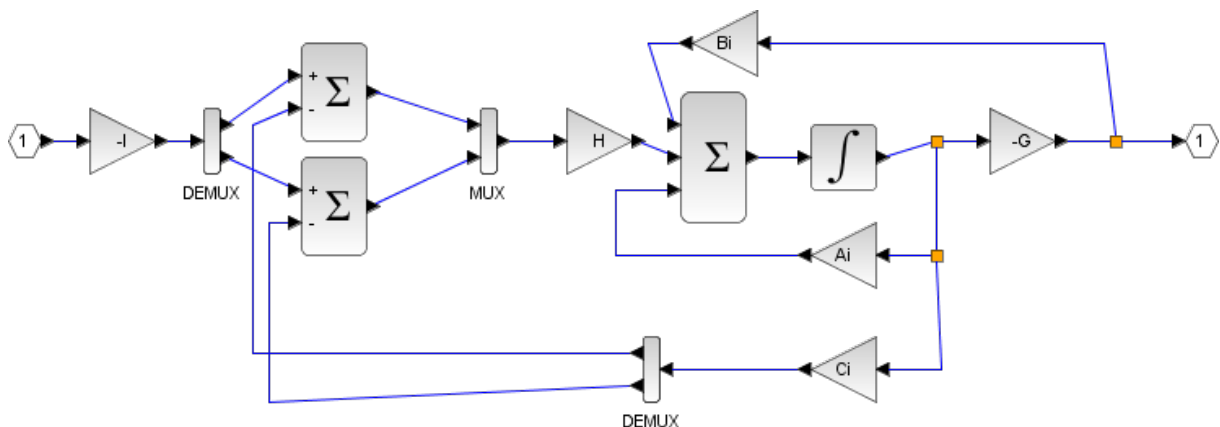 Bi
+
-
Σ
1
-I
DEMUX
+
-
Σ
MUX
H
Σ
∫
-G
1
Ai
Ci
DEMUX